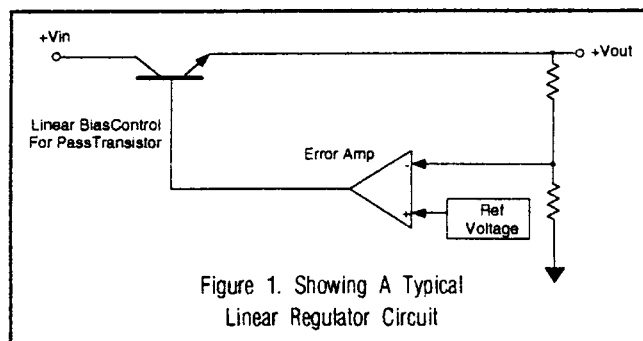 +Vin
+Vout
Linear BiasControl
For PassTransistor
Error Amp
-
+
Ref
Voltage
Figure 1. Showing A Typical
Linear Regulator Circuit